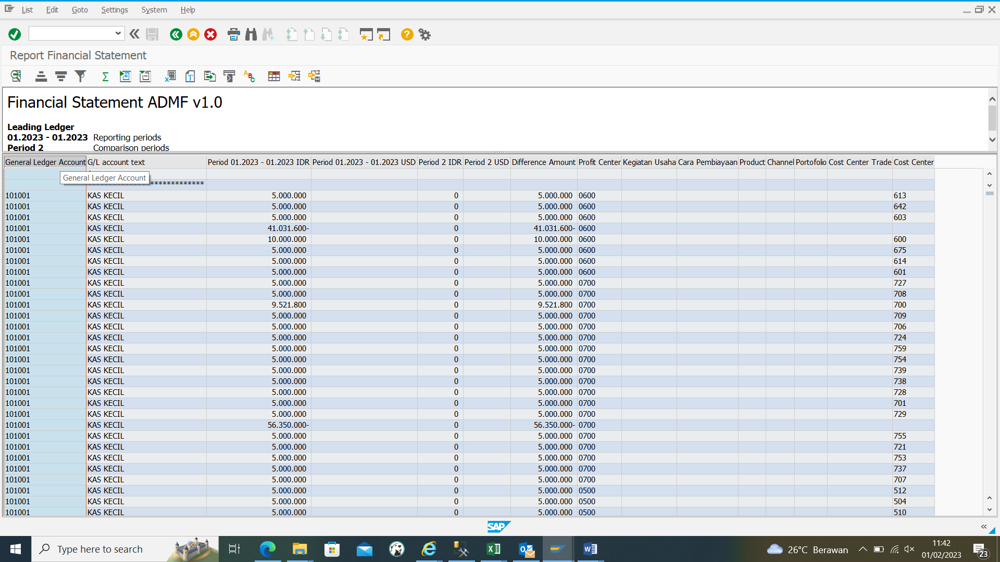 List Edit Goto Settings System Help
Report Financial Statement
Financial Statement ADMF v1.0
Leading Ledger
01.2023 - 01.2023 Reporting periods
Period 2 Comparison periods
General Ledger Account G/L account text Period 01.2023 - 01.2023 IDR Period 01.2023 - 01.2023 USD Period 2 IDR Period 2 USD Difference Amount Profit Center Kegiatan Usaha Cara Pembiayaan Product Channel Portofolio Cost Center Trade Cost Center
General Ledger Account
*****************************
101001 KAS KECIL 5.000.000 0 5.000.000 0600 613
101001 KAS KECIL 5.000.000 0 5.000.000 0600 642
101001 KAS KECIL 5.000.000 0 5.000.000 0600 603
101001 KAS KECIL 41.031.600- 0 41.031.600- 0600
101001 KAS KECIL 10.000.000 0 10.000.000 0600 600
101001 KAS KECIL 5.000.000 0 5.000.000 0600 675
101001 KAS KECIL 5.000.000 0 5.000.000 0600 614
101001 KAS KECIL 5.000.000 0 5.000.000 0600 601
101001 KAS KECIL 5.000.000 0 5.000.000 0700 727
101001 KAS KECIL 5.000.000 0 5.000.000 0700 708
101001 KAS KECIL 9.521.800 0 9.521.800 0700 700
101001 KAS KECIL 5.000.000 0 5.000.000 0700 709
101001 KAS KECIL 5.000.000 0 5.000.000 0700 706
101001 KAS KECIL 5.000.000 0 5.000.000 0700 724
101001 KAS KECIL 5.000.000 0 5.000.000 0700 759
101001 KAS KECIL 5.000.000 0 5.000.000 0700 754
101001 KAS KECIL 5.000.000 0 5.000.000 0700 739
101001 KAS KECIL 5.000.000 0 5.000.000 0700 738
101001 KAS KECIL 5.000.000 0 5.000.000 0700 728
101001 KAS KECIL 5.000.000 0 5.000.000 0700 701
101001 KAS KECIL 5.000.000 0 5.000.000 0700 729
101001 KAS KECIL 56.350.000- 0 56.350.000- 0700
101001 KAS KECIL 5.000.000 0 5.000.000 0700 755
101001 KAS KECIL 5.000.000 0 5.000.000 0700 721
101001 KAS KECIL 5.000.000 0 5.000.000 0700 753
101001 KAS KECIL 5.000.000 0 5.000.000 0700 737
101001 KAS KECIL 5.000.000 0 5.000.000 0700 707
101001 KAS KECIL 5.000.000 0 5.000.000 0500 512
101001 KAS KECIL 5.000.000 0 5.000.000 0500 504
101001 KAS KECIL 5.000.000 0 5.000.000 0500 510
SAP
Type here to search 26°C Berawan 11:42
01/02/2023 23